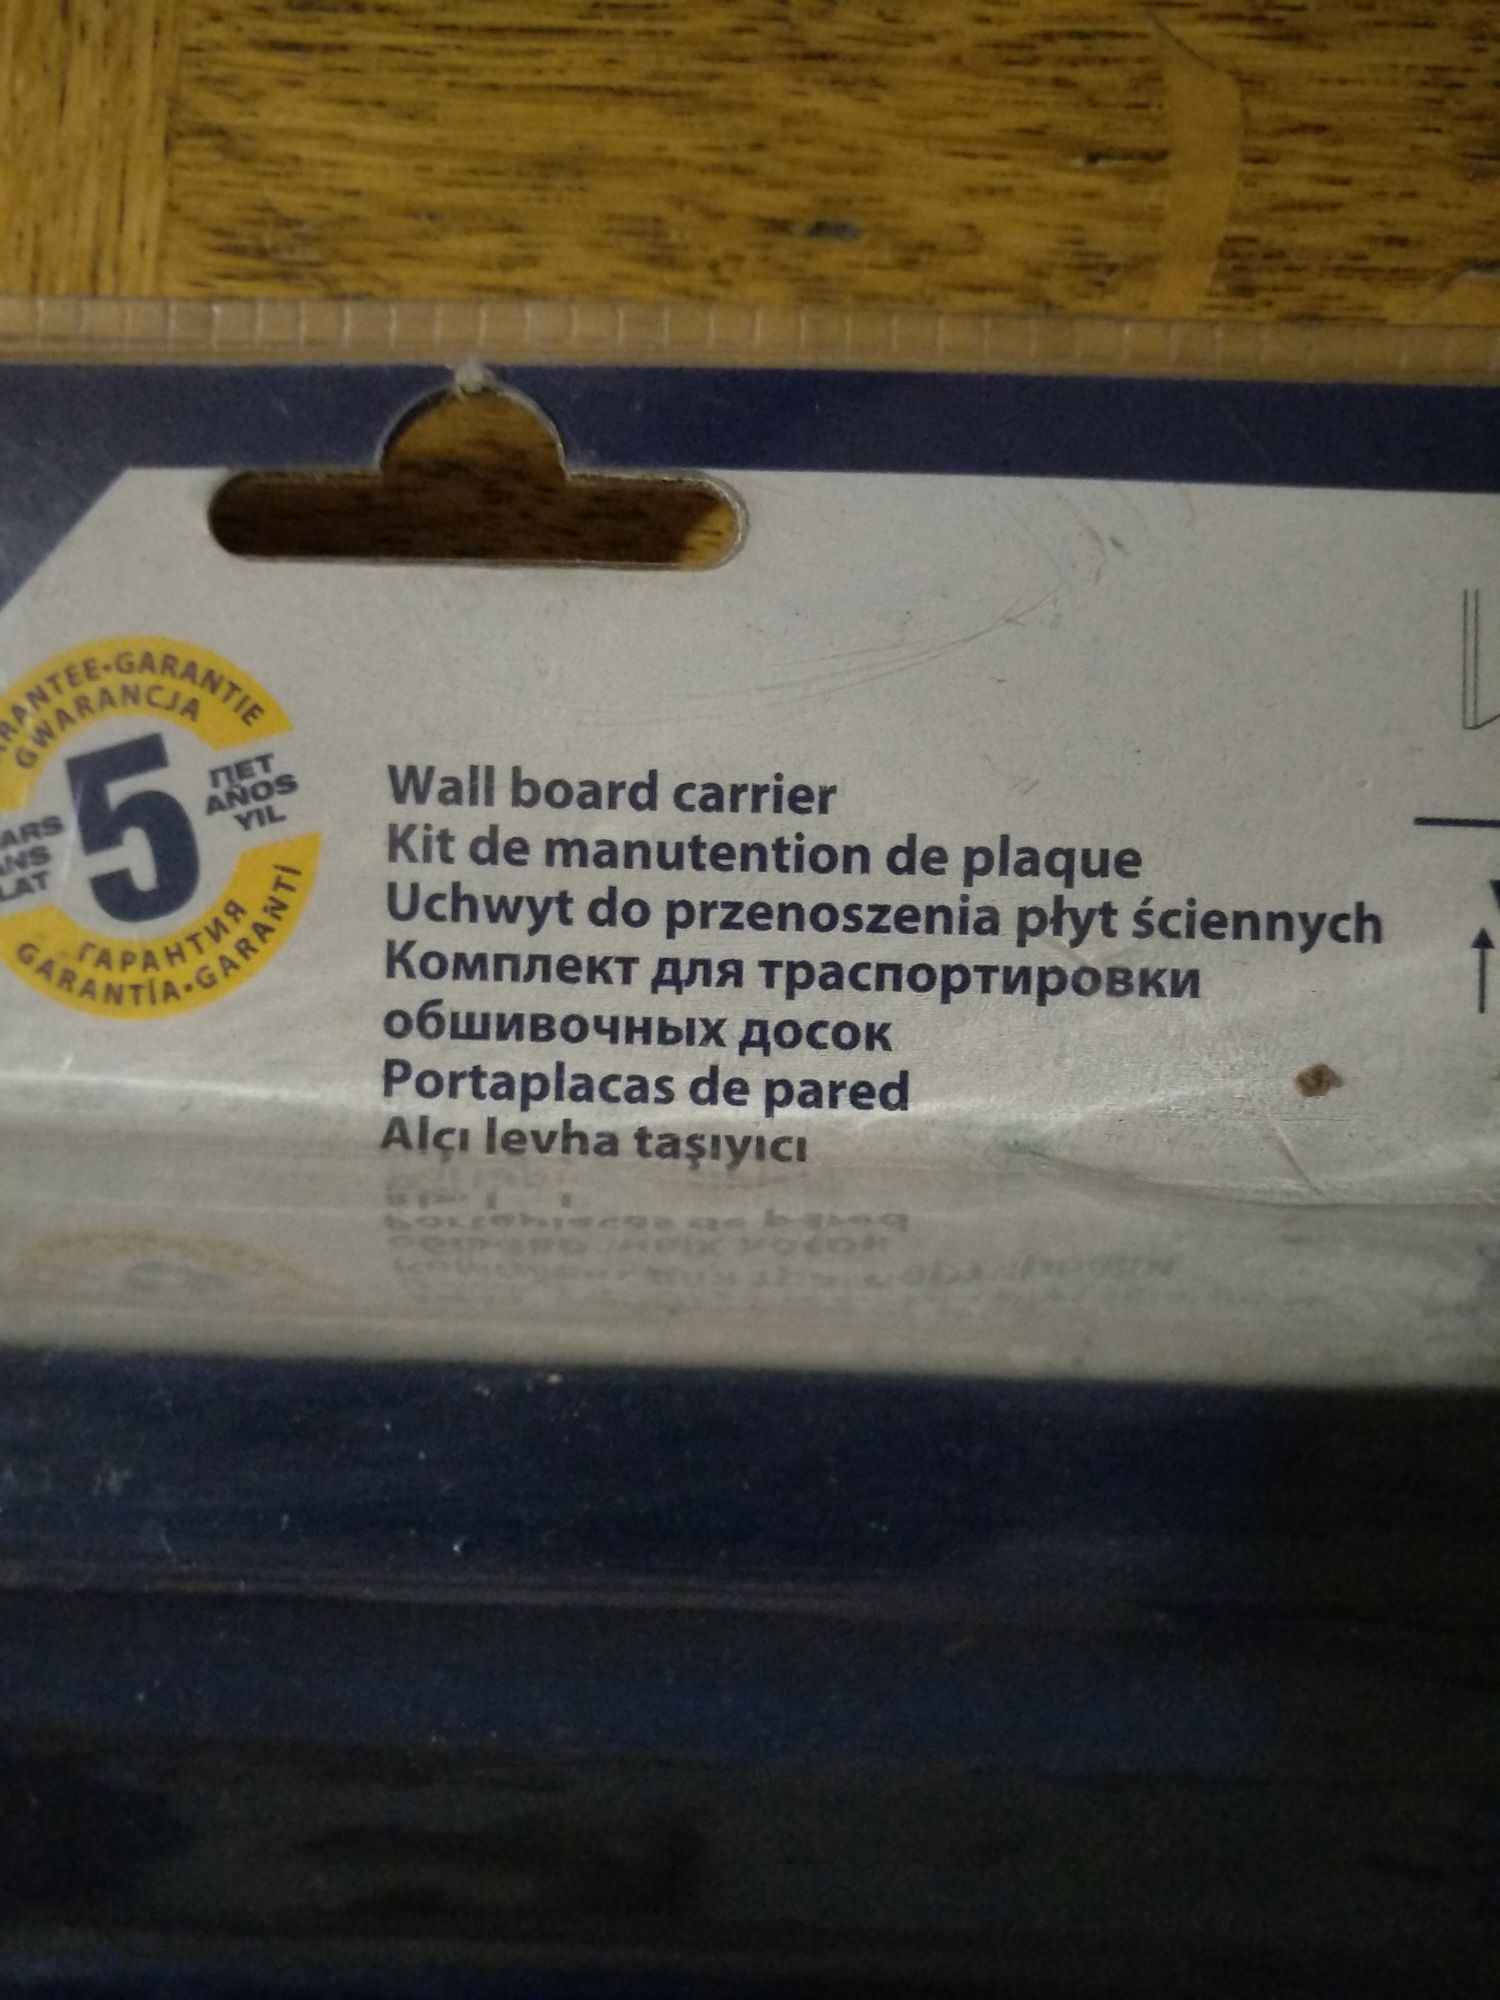 GARANTIE
GWARANCJA
5
ЛЕТ
AÑOS
YIL
ГАРАНТИЯ
GARANTÍA•GARANTİ
Wall board carrier
Kit de manutention de plaque
Uchwyt do przenoszenia płyt ściennych
Комплект для траспортировки
обшивочных досок
Portaplacas de pared
Alçı levha taşıyıcı